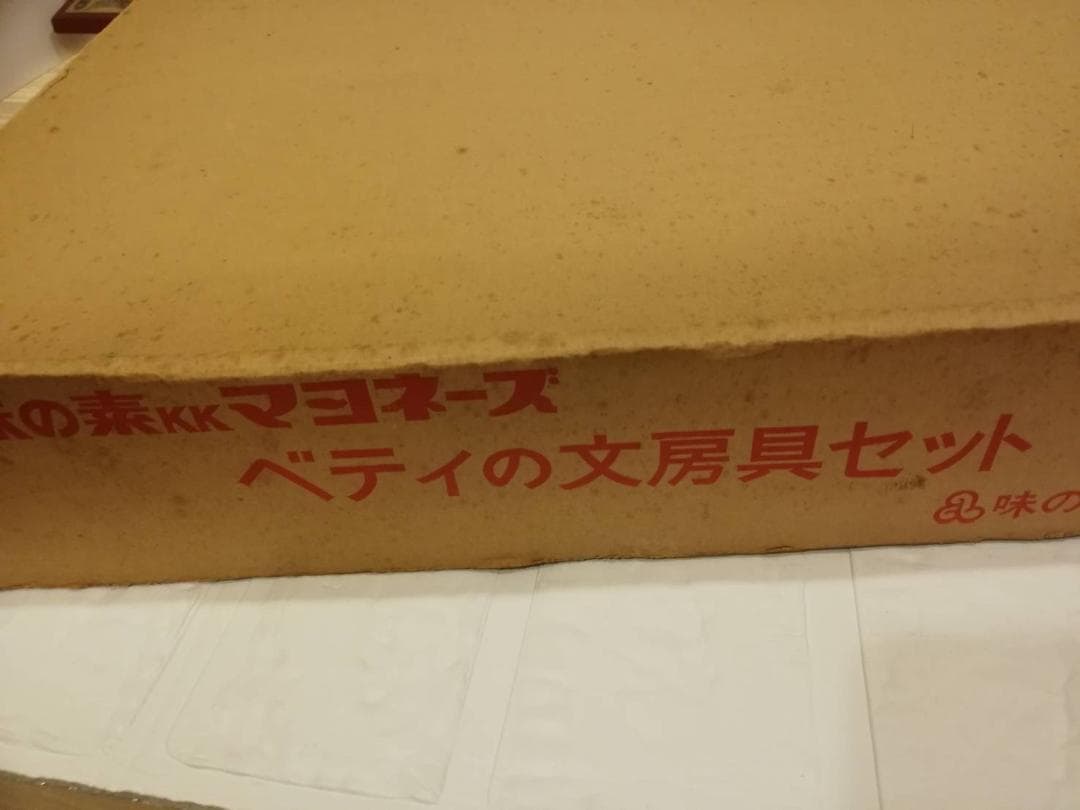 味の素KKマヨネーズ
ベティの文房具セット
味の